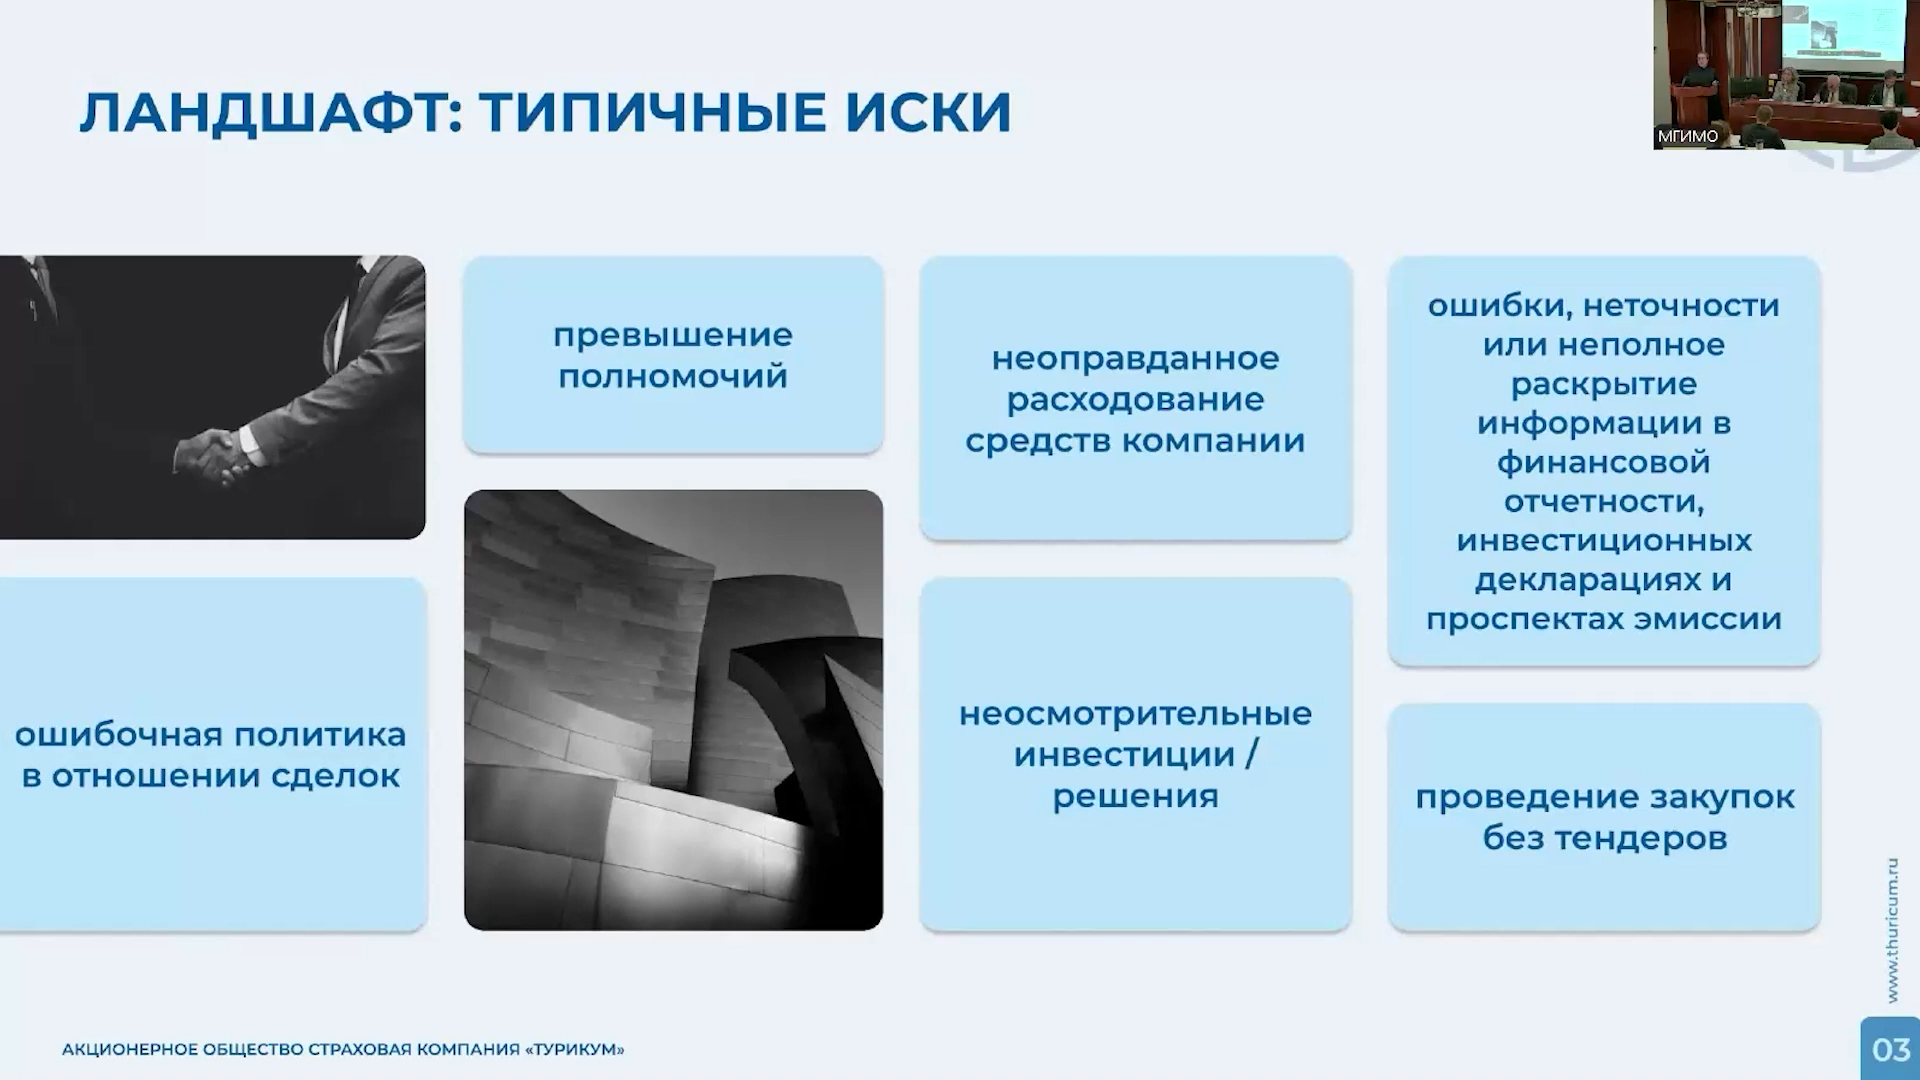 ЛАНДШАФТ: ТИПИЧНЫЕ ИСКИ
МГИМО
превышение
полномочий
неоправданное
расходование
средств компании
ошибки, неточности
или неполное
раскрытие
информации в
финансовой
отчетности,
инвестиционных
декларациях и
проспектах эмиссии
ошибочная политика
в отношении сделок
неосмотрительные
инвестиции /
решения
проведение закупок
без тендеров
www.thuricum.ru
АКЦИОНЕРНОЕ ОБЩЕСТВО СТРАХОВАЯ КОМПАНИЯ «ТУРИКУМ»
03